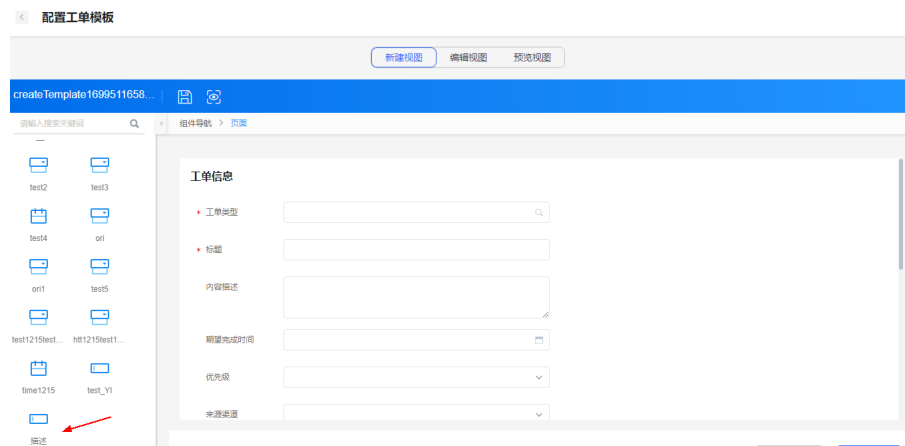 配置工单模板
新建视图 编辑视图 预览视图
createTemplate1699511658...
请输入搜索关键词
组件导航 > 页面
test2 test3
test4 ori
ori1 test5
test1215test... htt1215test1...
time1215 test_YI
描述
工单信息
* 工单类型
* 标题
内容描述
期望完成时间
优先级
来源渠道